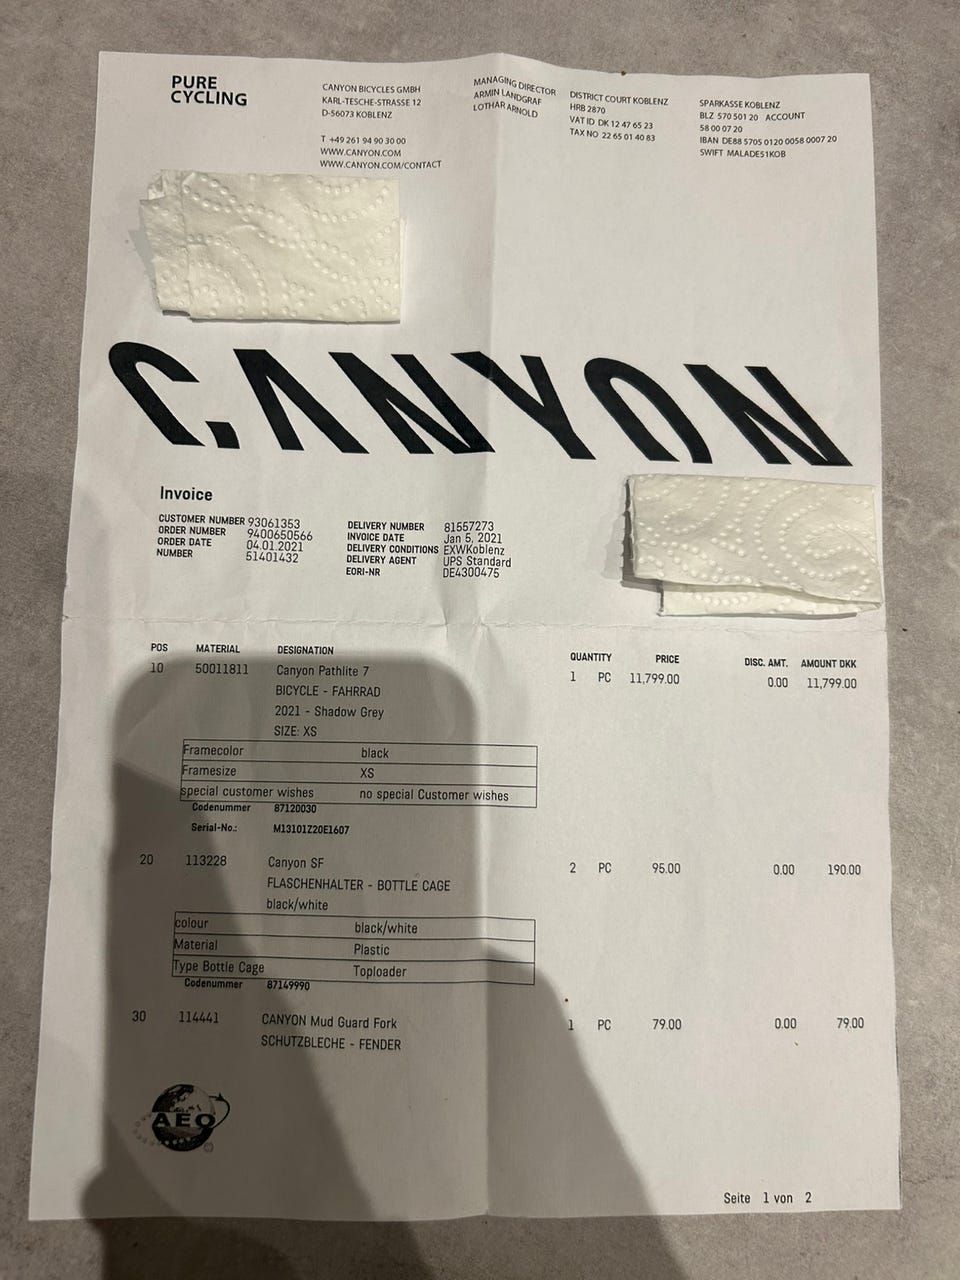 PURE
CYCLING
CANYON BICYCLES GMBH
KARL-TESCHE-STRASSE 12
D-56073 KOBLENZ
T +49 261 94 90 30 00
WWW.CANYON.COM
WWW.CANYON.COM/CONTACT
MANAGING DIRECTOR
ARMIN LANDGRAF
LOTHAR ARNOLD
DISTRICT COURT KOBLENZ
HRB 2870
VAT ID DK 12 47 65 23
TAX NO 22 65 01 40 83
SPARKASSE KOBLENZ
BLZ 570 501 20 ACCOUNT
58 00 07 20
IBAN DE88 5705 0120 0058 0007 20
SWIFT MALADE51KOB
CANYON
Invoice
CUSTOMER NUMBER 93061353
ORDER NUMBER 9400650566
ORDER DATE 04.01.2021
NUMBER 51401432
DELIVERY NUMBER 81557273
INVOICE DATE Jan 5, 2021
DELIVERY CONDITIONS EXWKoblenz
DELIVERY AGENT UPS Standard
EORI-NR DE4300475
POS MATERIAL DESIGNATION QUANTITY PRICE DISC. AMT. AMOUNT DKK
10 50011811 Canyon Pathlite 7 1 PC 11,799.00 0.00 11,799.00
BICYCLE - FAHRRAD
2021 - Shadow Grey
SIZE: XS
Framecolor black
Framesize XS
special customer wishes no special Customer wishes
Codenummer 87120030
Serial-No.: M13101Z20E1607
20 113228 Canyon SF 2 PC 95.00 0.00 190.00
FLASCHENHALTER - BOTTLE CAGE
black/white
colour black/white
Material Plastic
Type Bottle Cage Toploader
Codenummer 87149990
30 114441 CANYON Mud Guard Fork 1 PC 79.00 0.00 79.00
SCHUTZBLECHE - FENDER
AEO
Seite 1 von 2